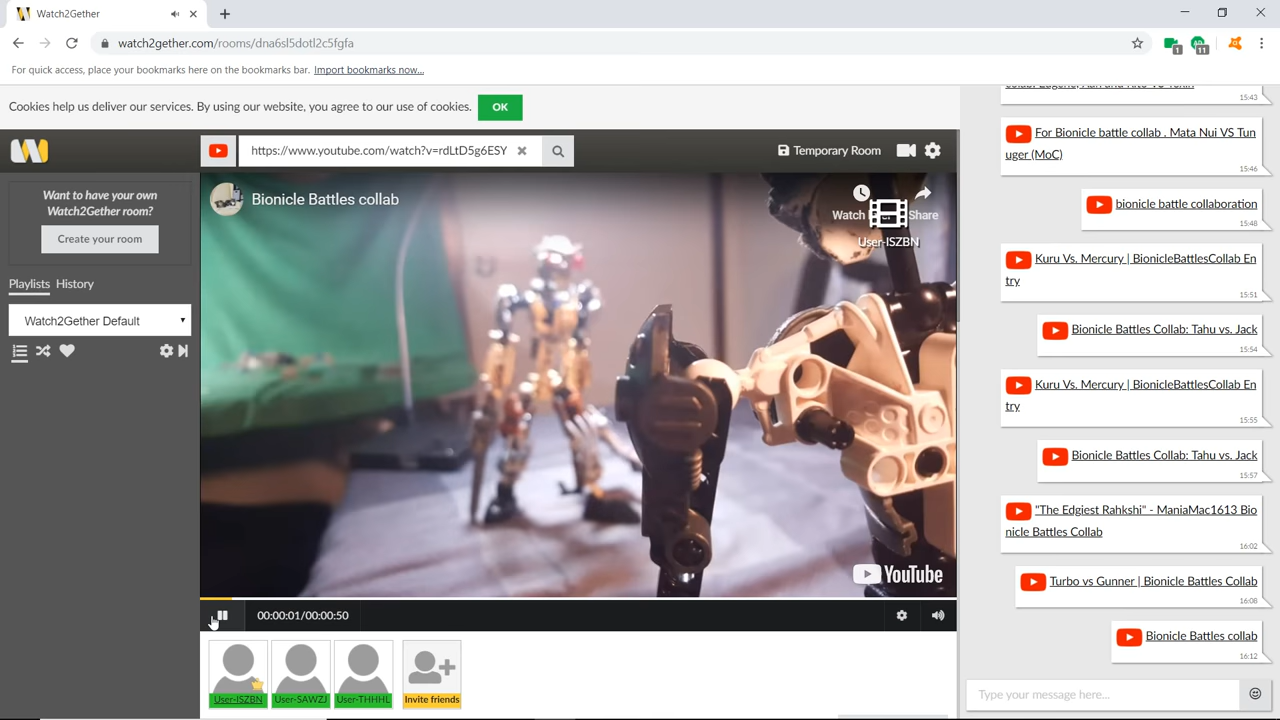 Watch2Gether
watch2gether.com/rooms/dna6sl5dotl2c5fgfa
1
11
For quick access, place your bookmarks here on the bookmarks bar. Import bookmarks now...
Cookies help us deliver our services. By using our website, you agree to our use of cookies. OK
https://www.youtube.com/watch?v=rdLtD5g6ESY
Temporary Room
Want to have your own
Watch2Gether room?
Create your room
Playlists History
Watch2Gether Default
Bionicle Battles collab
Watch
Share
User-ISZBN
YouTube
00:00:01/00:00:50
User-ISZBN
User-SAWZJ
User-THHHL
Invite friends
15:43
For Bionicle battle collab . Mata Nui VS Tun
uger (MoC)
15:46
bionicle battle collaboration
15:48
Kuru Vs. Mercury | BionicleBattlesCollab En
try
15:51
Bionicle Battles Collab: Tahu vs. Jack
15:54
Kuru Vs. Mercury | BionicleBattlesCollab En
try
15:55
Bionicle Battles Collab: Tahu vs. Jack
15:57
"The Edgiest Rahkshi" - ManiaMac1613 Bio
nicle Battles Collab
16:02
Turbo vs Gunner | Bionicle Battles Collab
16:08
Bionicle Battles collab
16:12
Type your message here...